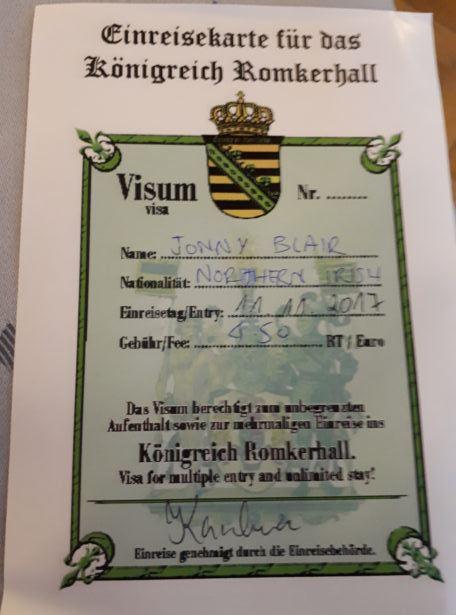 Einreisekarte für das
Königreich Romkerhall
Visum
visa
Nr. ........
Name: JONNY BLAIR
Nationalität: NORTHERN IRISH
Einreisetag/Entry: 11.11.2017
Gebühr/Fee: 5.50 RT / Euro
Das Visum berechtigt zum unbegrenzten
Aufenthalt sowie zur mehrmaligen Einreise ins
Königreich Romkerhall.
Visa for multiple entry and unlimited stay!
Einreise genehmigt durch die Einreisebehörde.